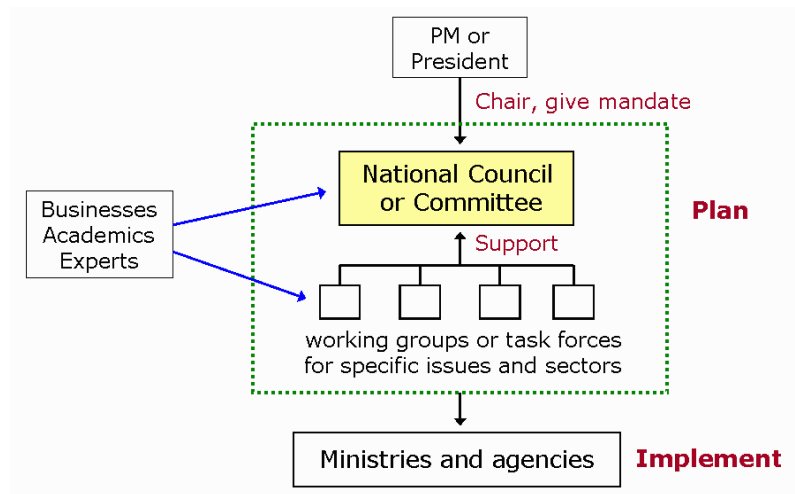 PM or
President
Chair, give mandate
National Council
or Committee
Businesses
Academics
Experts
Plan
Support
working groups or task forces
for specific issues and sectors
Ministries and agencies
Implement